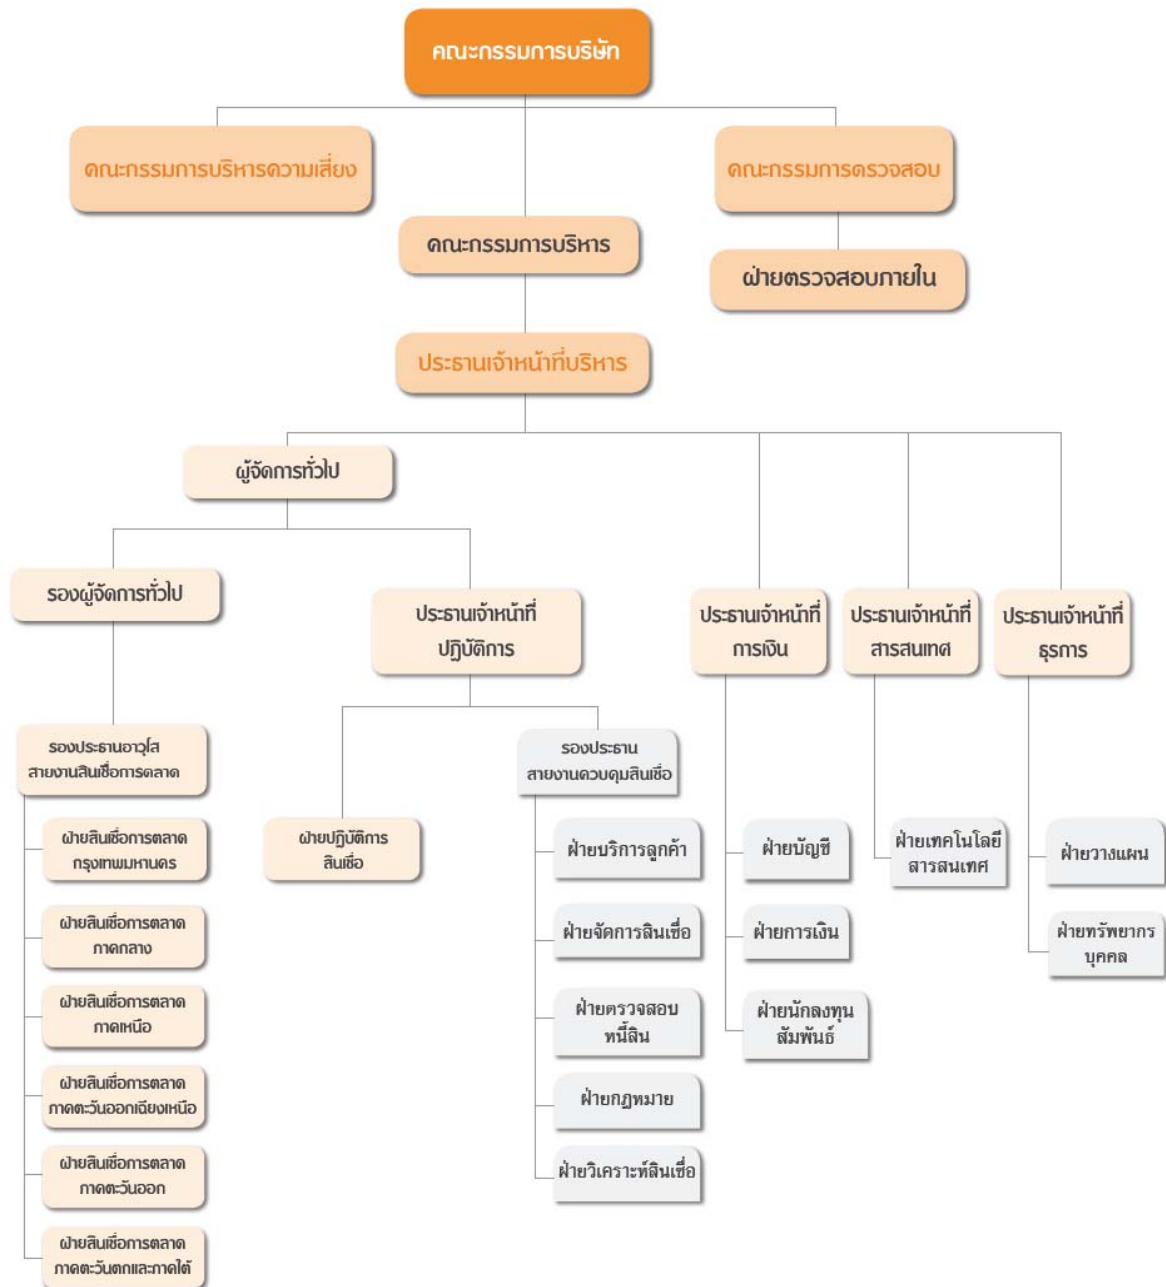 คณะกรรมการบริษัท
คณะกรรมการบริหารความเสี่ยง
คณะกรรมการตรวจสอบ
คณะกรรมการบริหาร
ฝ่ายตรวจสอบภายใน
ประธานเจ้าหน้าที่บริหาร
ผู้จัดการทั่วไป
รองผู้จัดการทั่วไป
ประธานเจ้าหน้าที่
ปฏิบัติการ
ประธานเจ้าหน้าที่
การเงิน
ประธานเจ้าหน้าที่
สารสนเทศ
ประธานเจ้าหน้าที่
ธุรการ
รองประธานอาวุโส
สายงานสินเชื่อการตลาด
ฝ่ายสินเชื่อการตลาด
กรุงเทพมหานคร
ฝ่ายสินเชื่อการตลาด
ภาคกลาง
ฝ่ายสินเชื่อการตลาด
ภาคเหนือ
ฝ่ายสินเชื่อการตลาด
ภาคตะวันออกเฉียงเหนือ
ฝ่ายสินเชื่อการตลาด
ภาคตะวันออก
ฝ่ายสินเชื่อการตลาด
ภาคตะวันตกและภาคใต้
ฝ่ายปฏิบัติการ
สินเชื่อ
รองประธาน
สายงานควบคุมสินเชื่อ
ฝ่ายบริการลูกค้า
ฝ่ายจัดการสินเชื่อ
ฝ่ายตรวจสอบ
หนี้สิน
ฝ่ายกฎหมาย
ฝ่ายวิเคราะห์สินเชื่อ
ฝ่ายบัญชี
ฝ่ายการเงิน
ฝ่ายนักลงทุน
สัมพันธ์
ฝ่ายเทคโนโลยี
สารสนเทศ
ฝ่ายวางแผน
ฝ่ายทรัพยากร
บุคคล